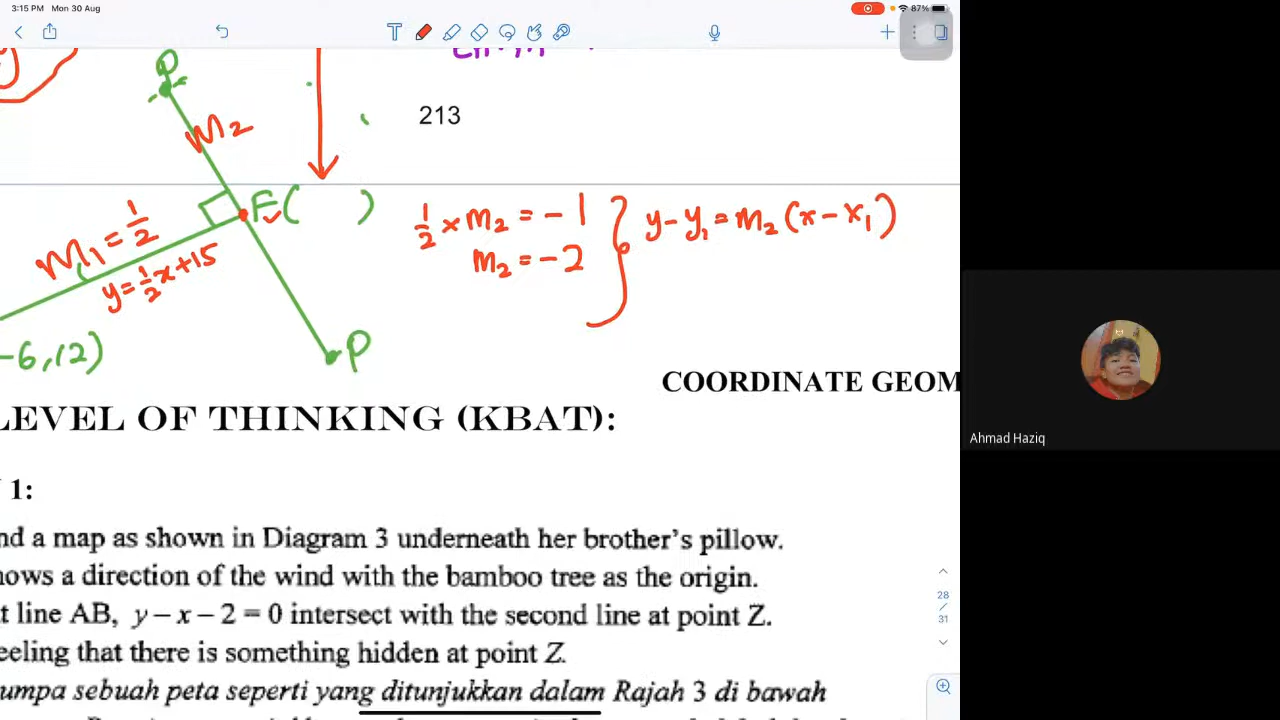 3:15 PM Mon 30 Aug
87%
T
213
Q
M2
F( )
M1 = 1/2
y = 1/2x + 15
-6, 12)
P
1/2 × m2 = -1
m2 = -2
y - y1 = m2 (x - x1)
COORDINATE GEOM
LEVEL OF THINKING (KBAT):
1:
nd a map as shown in Diagram 3 underneath her brother's pillow.
hows a direction of the wind with the bamboo tree as the origin.
t line AB, y – x – 2 = 0 intersect with the second line at point Z.
eeling that there is something hidden at point Z.
umpa sebuah peta seperti yang ditunjukkan dalam Rajah 3 di bawah
28
/
31
Ahmad Haziq